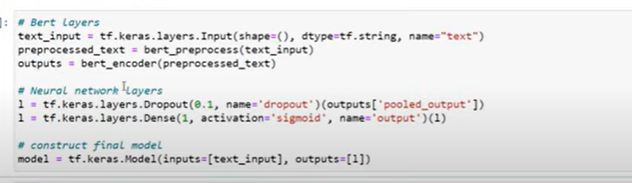 ]:
# Bert layers
text_input = tf.keras.layers.Input(shape=(), dtype=tf.string, name="text")
preprocessed_text = bert_preprocess(text_input)
outputs = bert_encoder(preprocessed_text)
# Neural network layers
l = tf.keras.layers.Dropout(0.1, name='dropout')(outputs['pooled_output'])
l = tf.keras.layers.Dense(1, activation='sigmoid', name='output')(l)
# construct final model
model = tf.keras.Model(inputs=[text_input], outputs=[l])